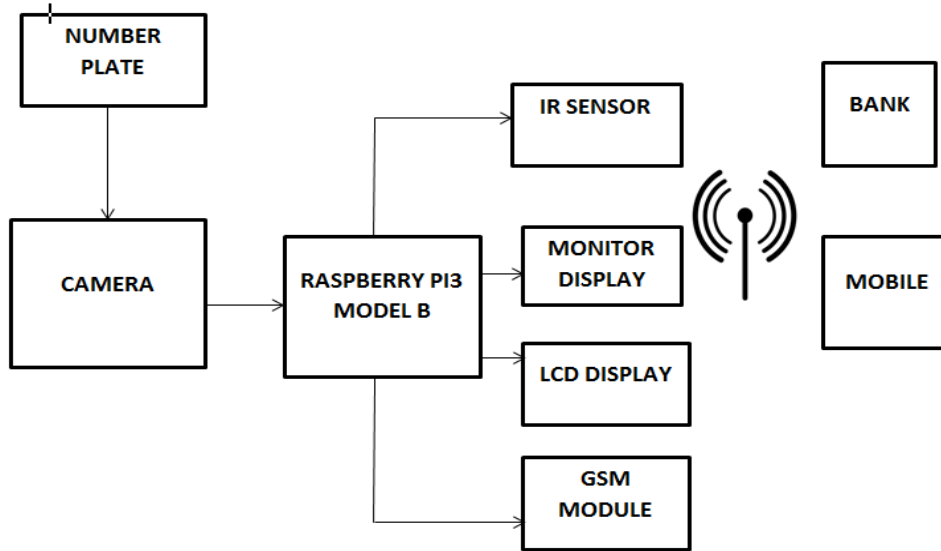 NUMBER
PLATE
IR SENSOR
BANK
CAMERA
RASPBERRY PI3
MODEL B
MONITOR
DISPLAY
MOBILE
LCD DISPLAY
GSM
MODULE